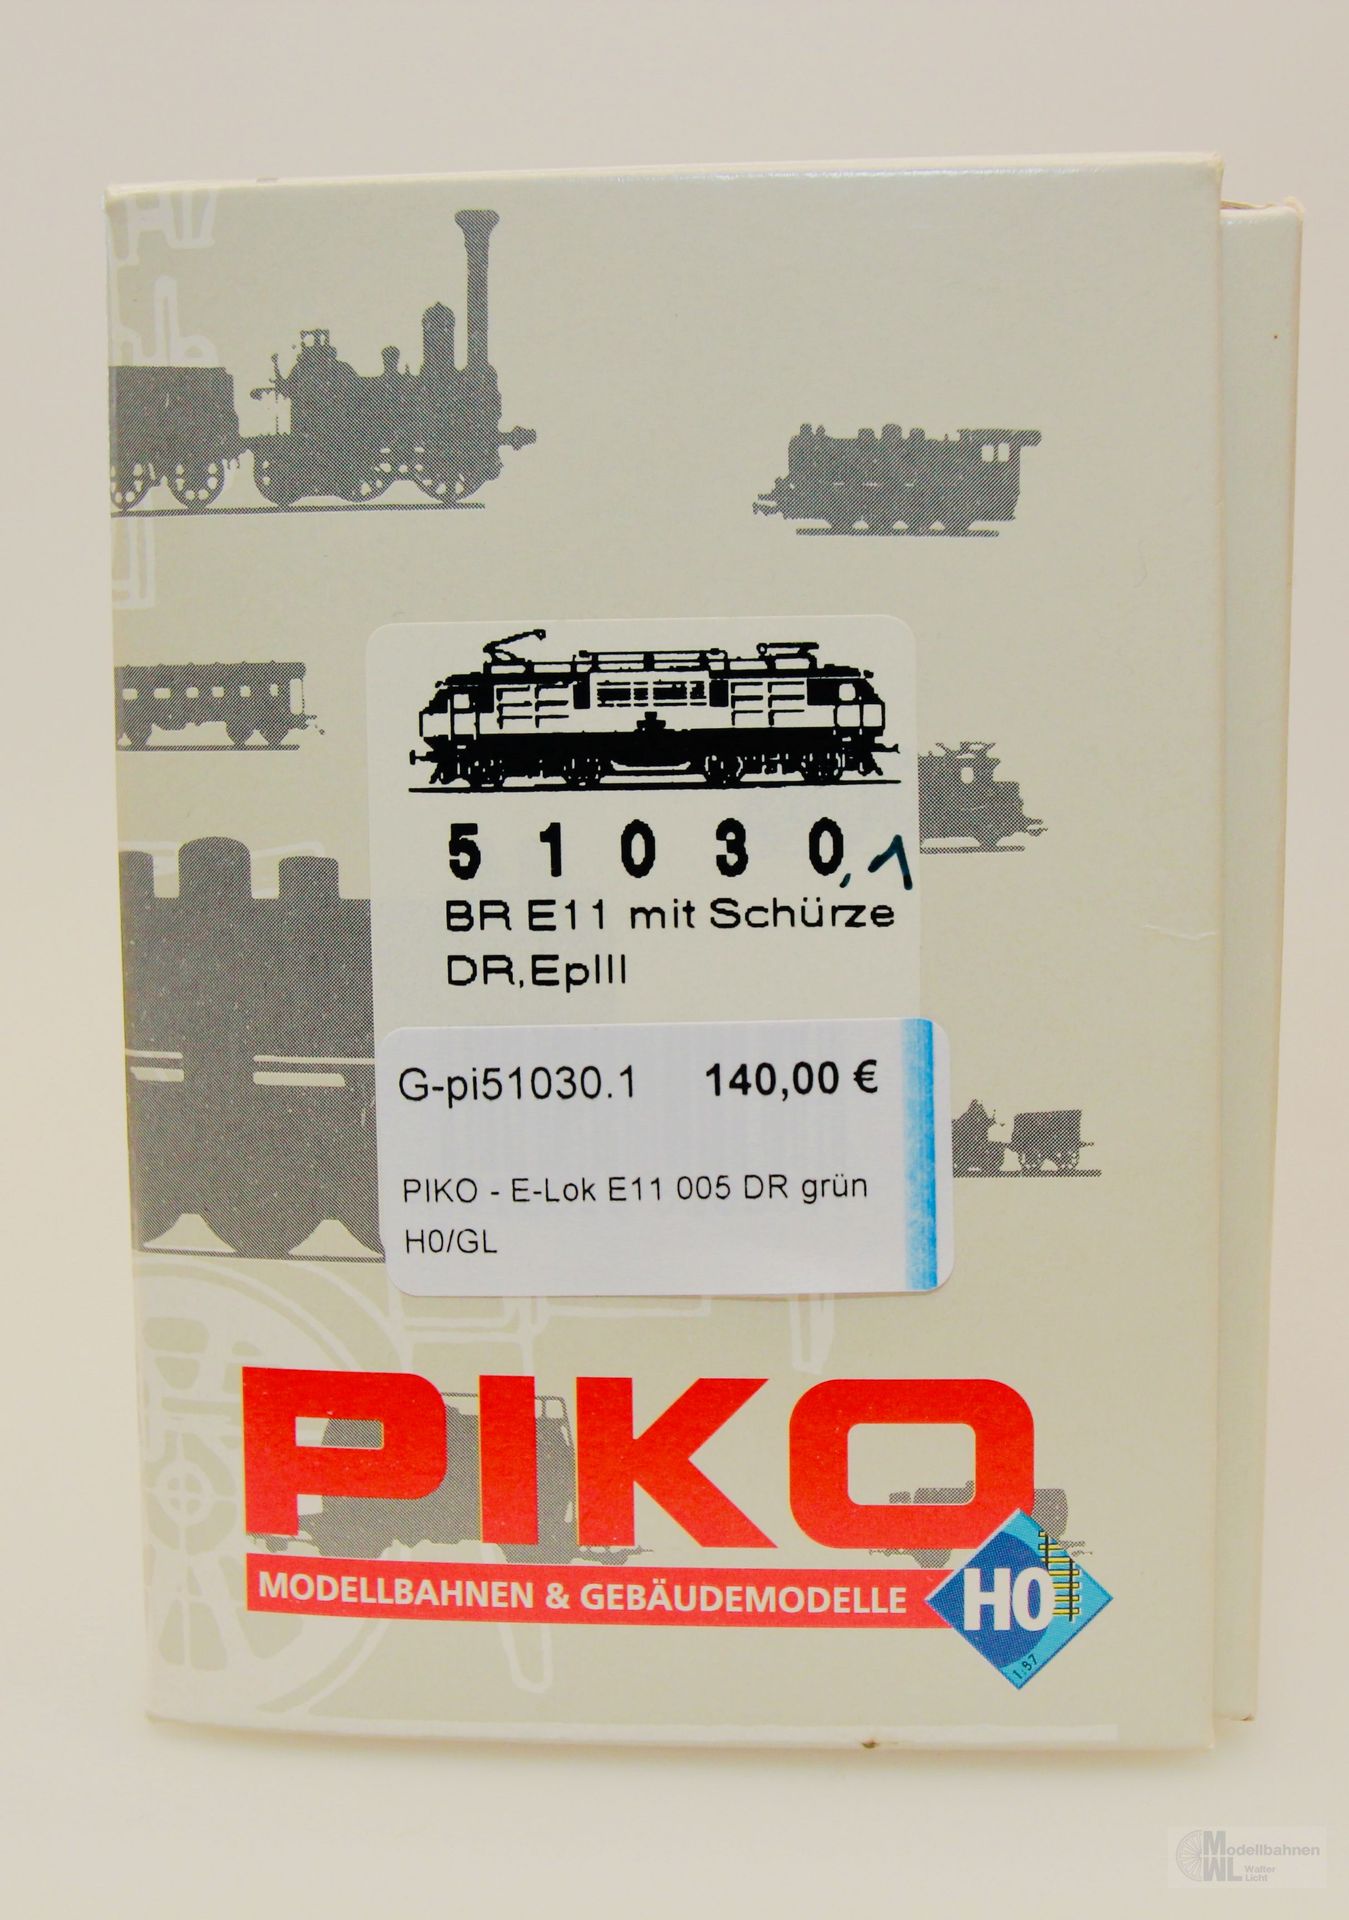 51030,1
BR E11 mit Schürze
DR,EpIII
G-pi51030.1 140,00 €
PIKO - E-Lok E11 005 DR grün
H0/GL
PIKO
MODELLBAHNEN & GEBÄUDEMODELLE
H0
1:87
Modellbahnen
WL Walter
Licht